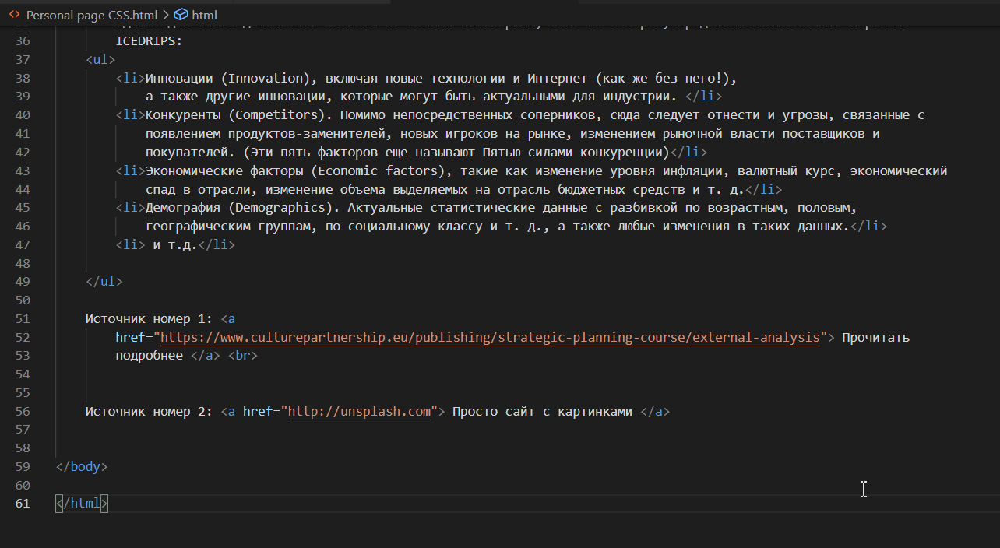 Personal page CSS.html > html
36 ICEDRIPS:
37 <ul>
38 <li>Инновации (Innovation), включая новые технологии и Интернет (как же без него!),
39 а также другие инновации, которые могут быть актуальными для индустрии. </li>
40 <li>Конкуренты (Competitors). Помимо непосредственных соперников, сюда следует отнести и угрозы, связанные с
41 появлением продуктов-заменителей, новых игроков на рынке, изменением рыночной власти поставщиков и
42 покупателей. (Эти пять факторов еще называют Пятью силами конкуренции)</li>
43 <li>Экономические факторы (Economic factors), такие как изменение уровня инфляции, валютный курс, экономический
44 спад в отрасли, изменение объема выделяемых на отрасль бюджетных средств и т. д.</li>
45 <li>Демография (Demographics). Актуальные статистические данные с разбивкой по возрастным, половым,
46 географическим группам, по социальному классу и т. д., а также любые изменения в таких данных.</li>
47 <li> и т.д.</li>
48
49 </ul>
50
51 Источник номер 1: <a
52 href="https://www.culturepartnership.eu/publishing/strategic-planning-course/external-analysis"> Прочитать
53 подробнее </a> <br>
54
55
56 Источник номер 2: <a href="http://unsplash.com"> Просто сайт с картинками </a>
57
58
59 </body>
60
61 </html>